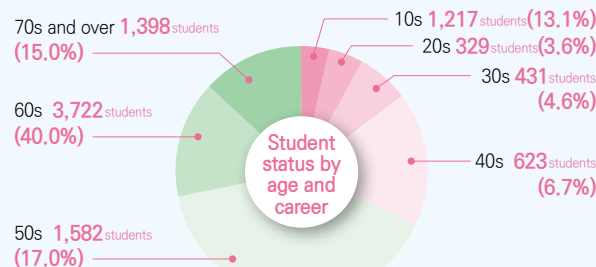 70s and over 1,398 students
(15.0%)
60s 3,722 students
(40.0%)
50s 1,582 students
(17.0%)
Student
status by
age and
career
10s 1,217 students (13.1%)
20s 329 students (3.6%)
30s 431 students
(4.6%)
40s 623 students
(6.7%)